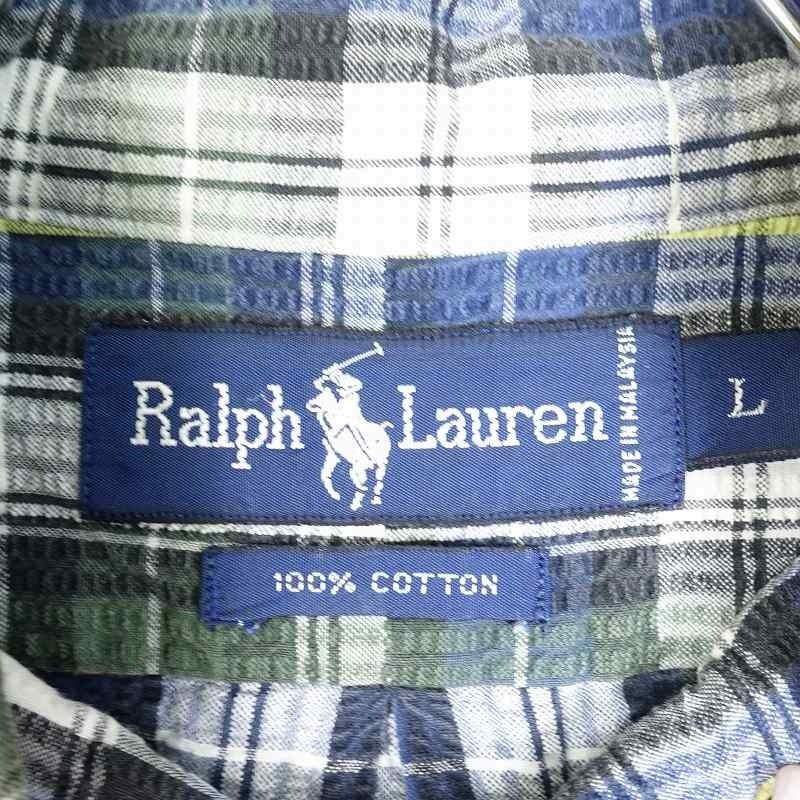 Ralph Lauren
MADE IN MALAYSIA
L
100% COTTON